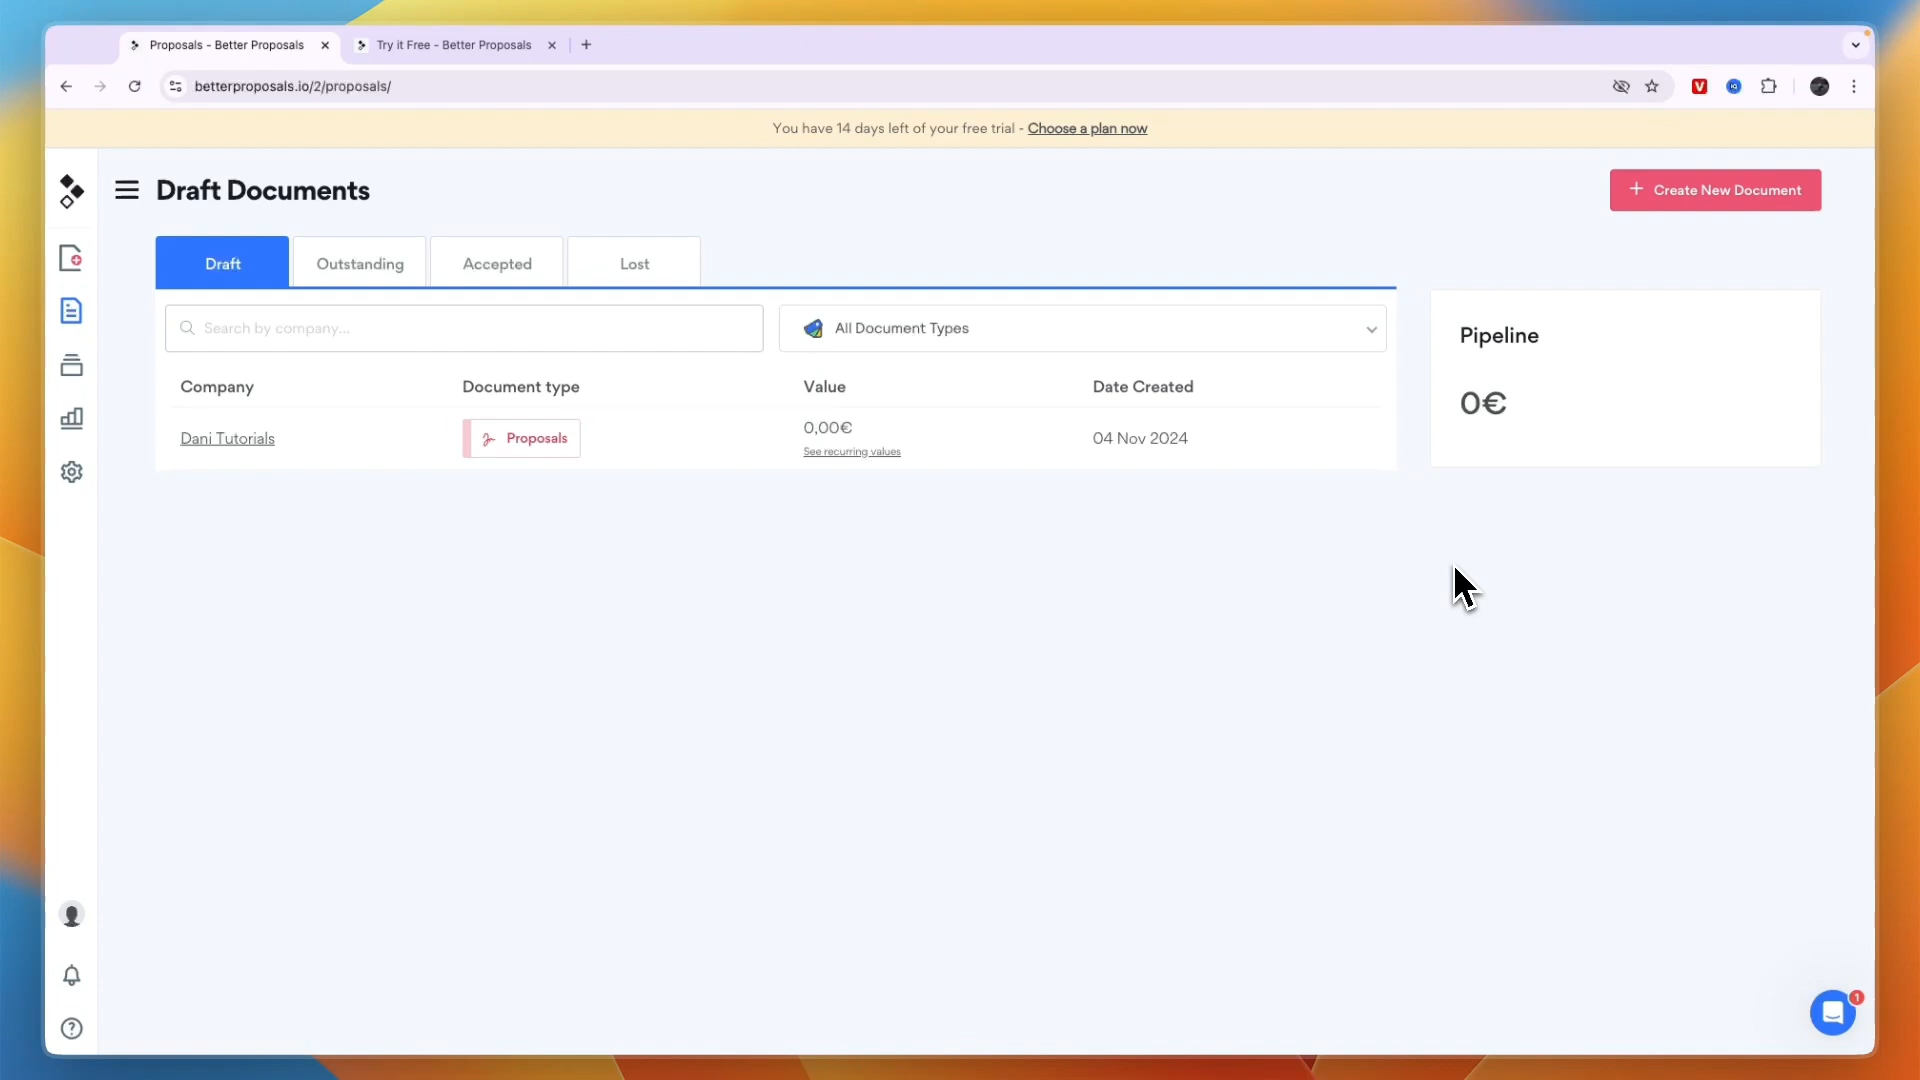 Proposals - Better Proposals
Try it Free - Better Proposals
betterproposals.io/2/proposals/
You have 14 days left of your free trial - Choose a plan now
Draft Documents
Create New Document
Draft
Outstanding
Accepted
Lost
Search by company...
All Document Types
Pipeline
0€
Company
Document type
Value
Date Created
Dani Tutorials
Proposals
0,00€
See recurring values
04 Nov 2024
1